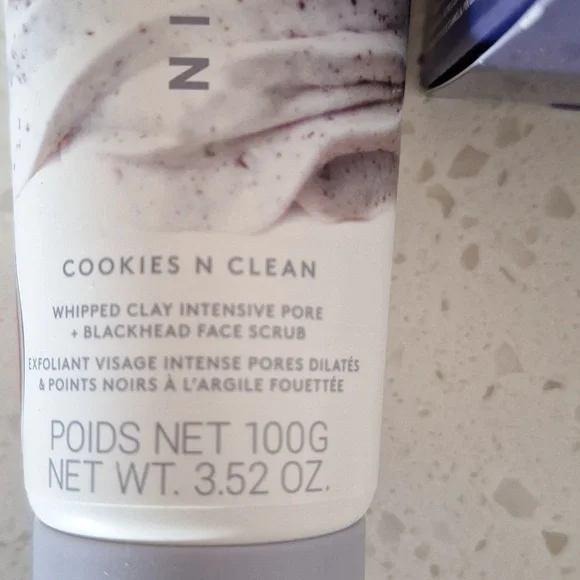 NI
COOKIES N CLEAN
WHIPPED CLAY INTENSIVE PORE
+ BLACKHEAD FACE SCRUB
EXFOLIANT VISAGE INTENSE PORES DILATÉS
& POINTS NOIRS À L'ARGILE FOUETTÉE
POIDS NET 100G
NET WT. 3.52 OZ.